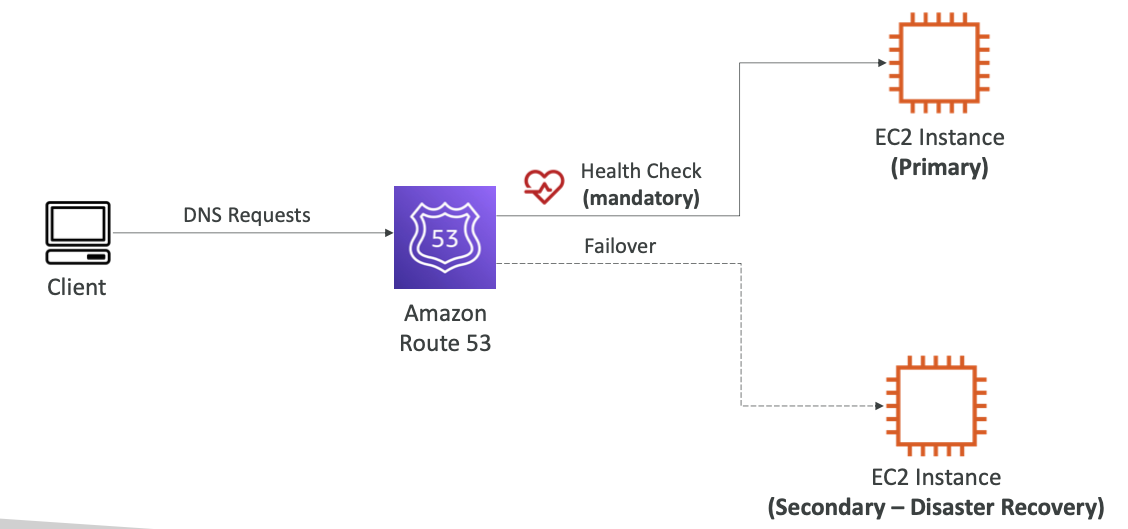 EC2 Instance
(Primary)
Health Check
(mandatory)
DNS Requests
53
Failover
Client
Amazon
Route 53
EC2 Instance
(Secondary – Disaster Recovery)